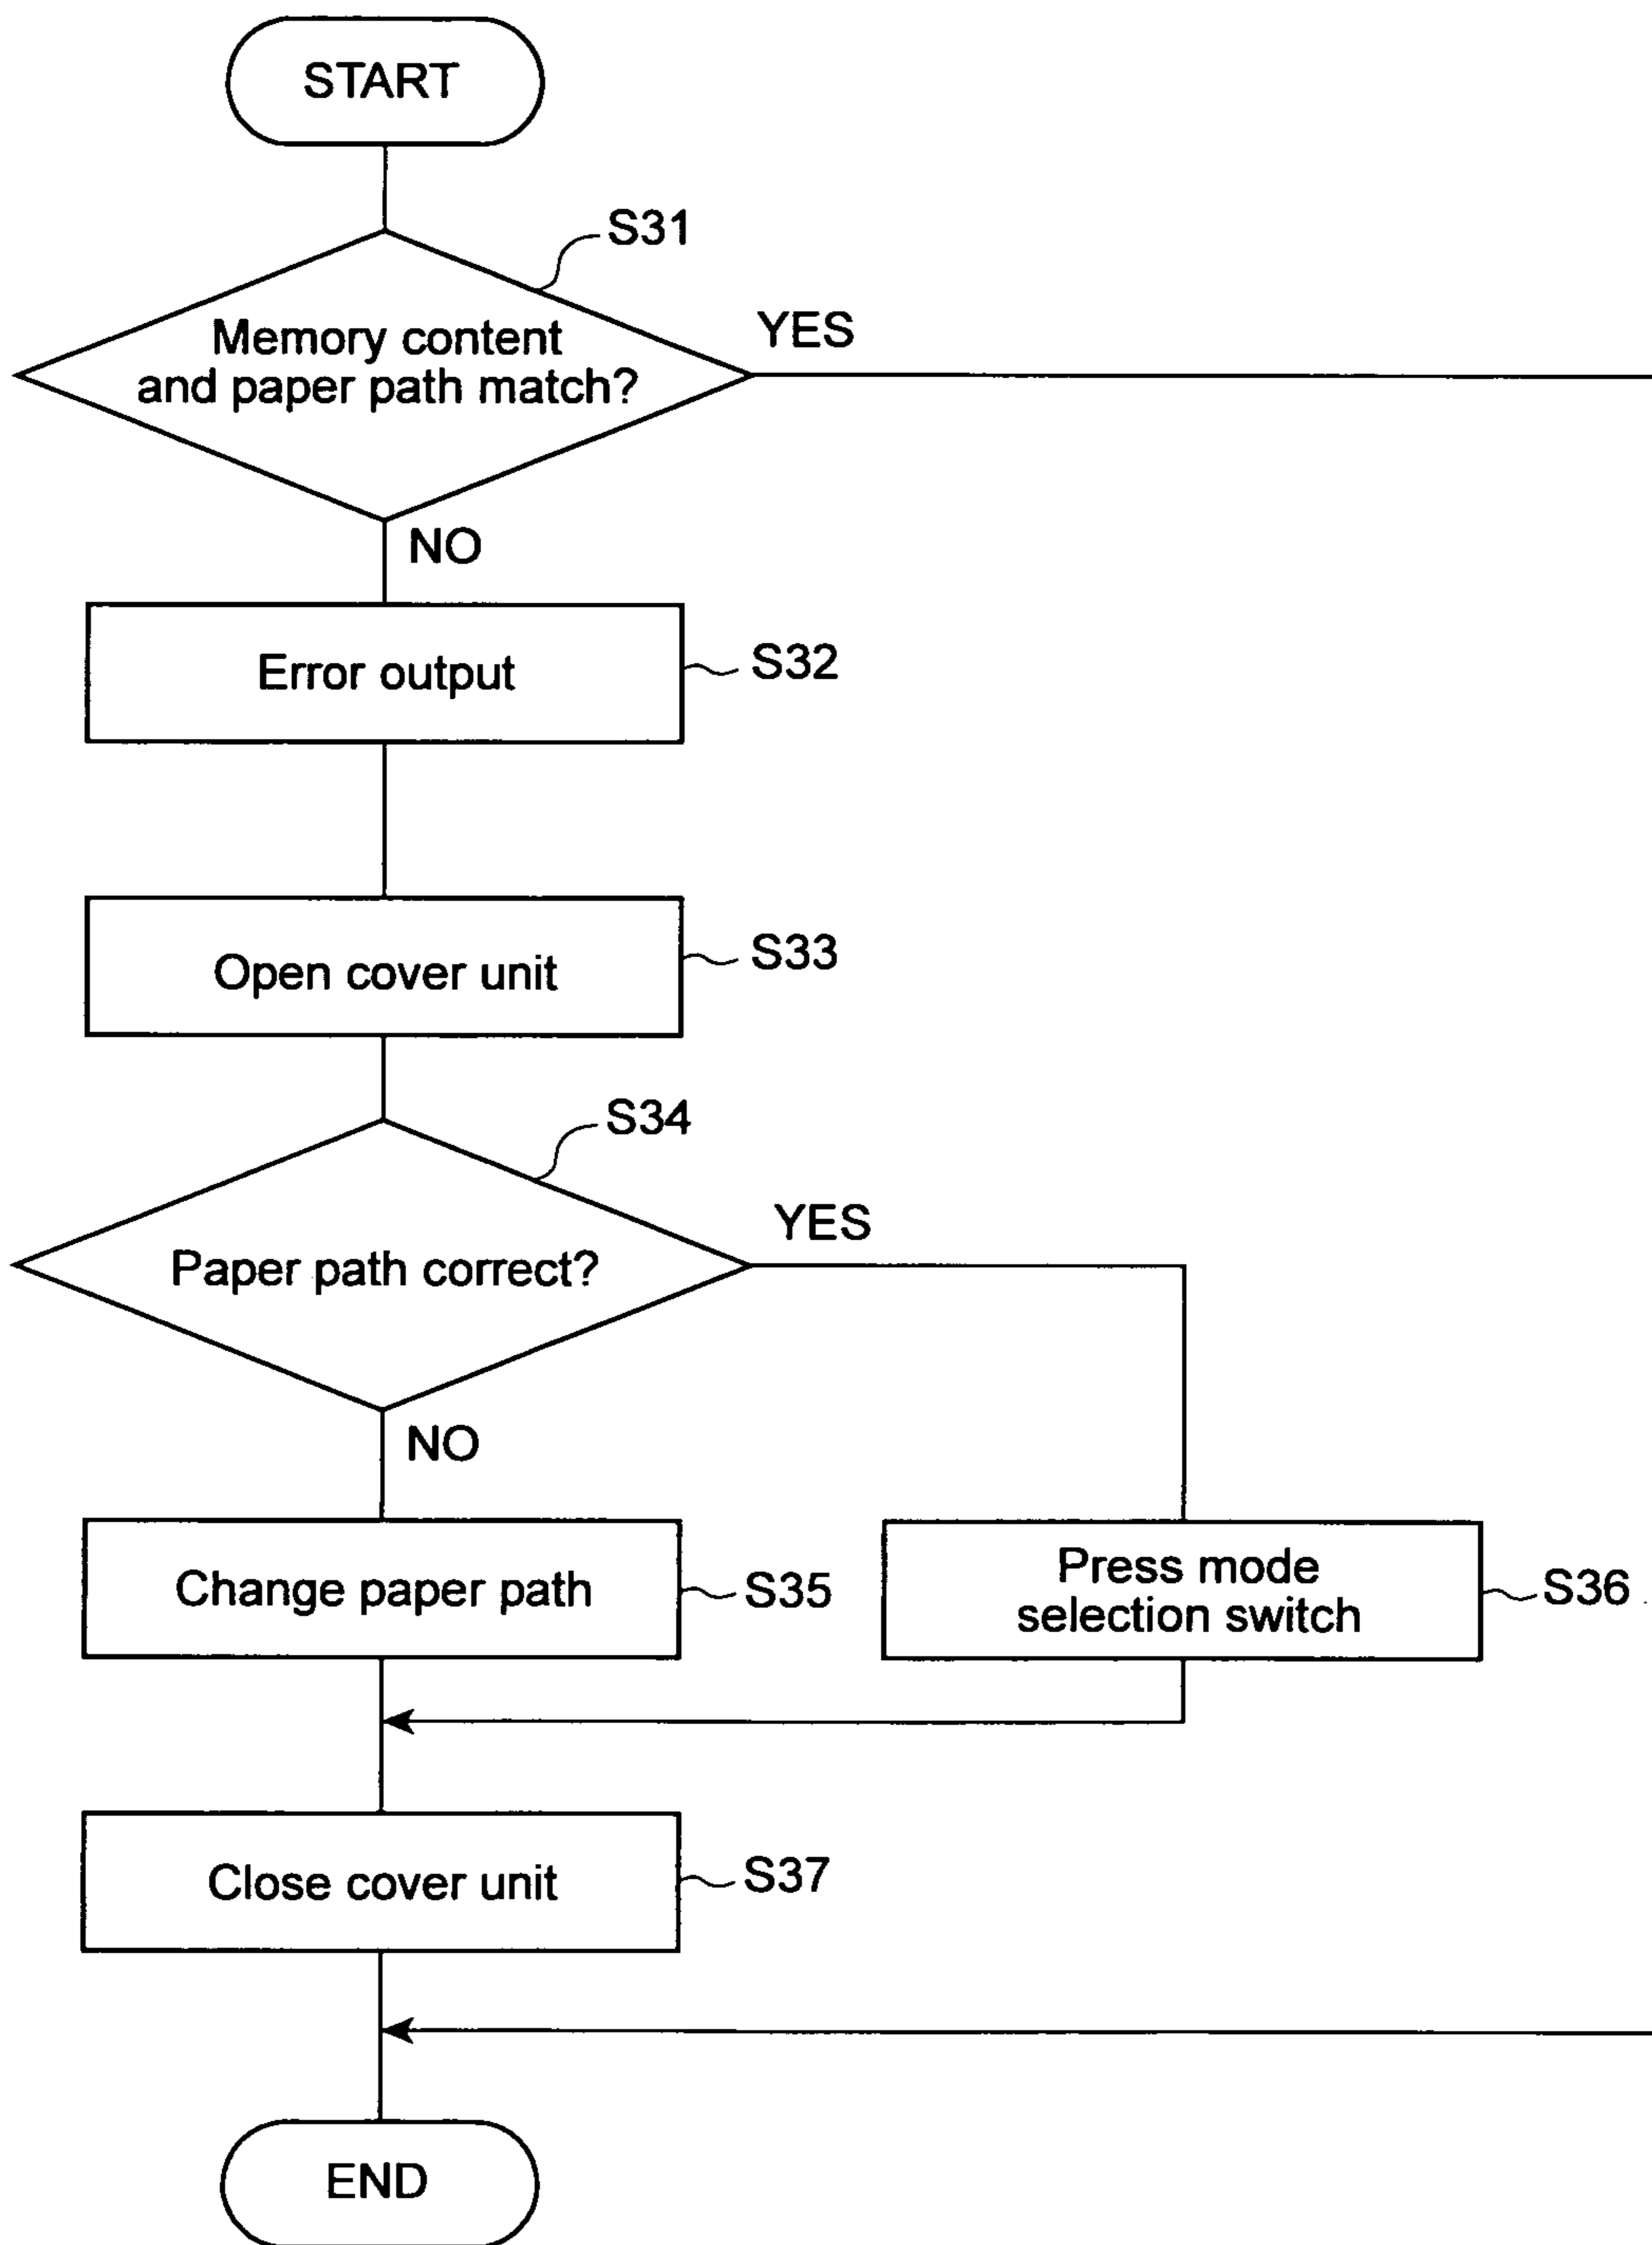 START
S31
Memory content
and paper path match?
YES
NO
Error output
S32
Open cover unit
S33
S34
Paper path correct?
YES
NO
Change paper path
S35
Press mode
selection switch
S36
Close cover unit
S37
END